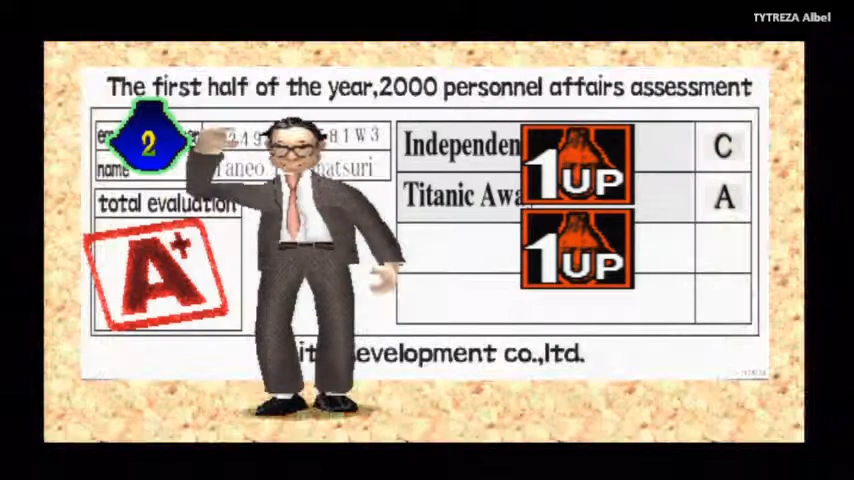 TYTREZA Albel
The first half of the year,2000 personnel affairs assessment
2
81W3
name
total evaluation
A+
Independen
C
Titanic Awa
A
1UP
1UP
evelopment co.,ltd.